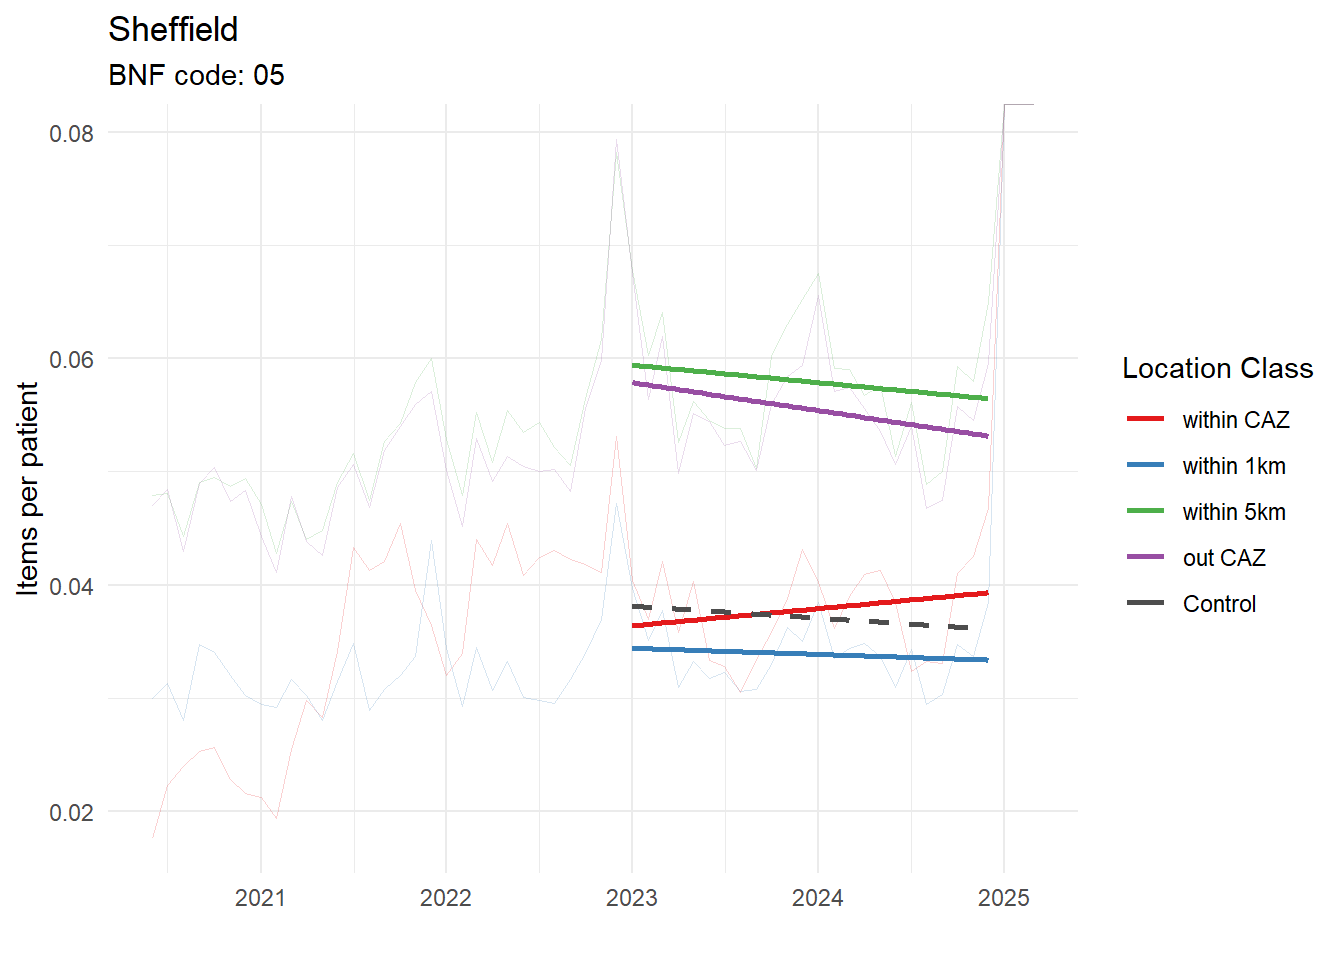 Sheffield
BNF code: 05
0.08
0.06
0.04
0.02
Items per patient
2021 2022 2023 2024 2025
Location Class
within CAZ
within 1km
within 5km
out CAZ
Control